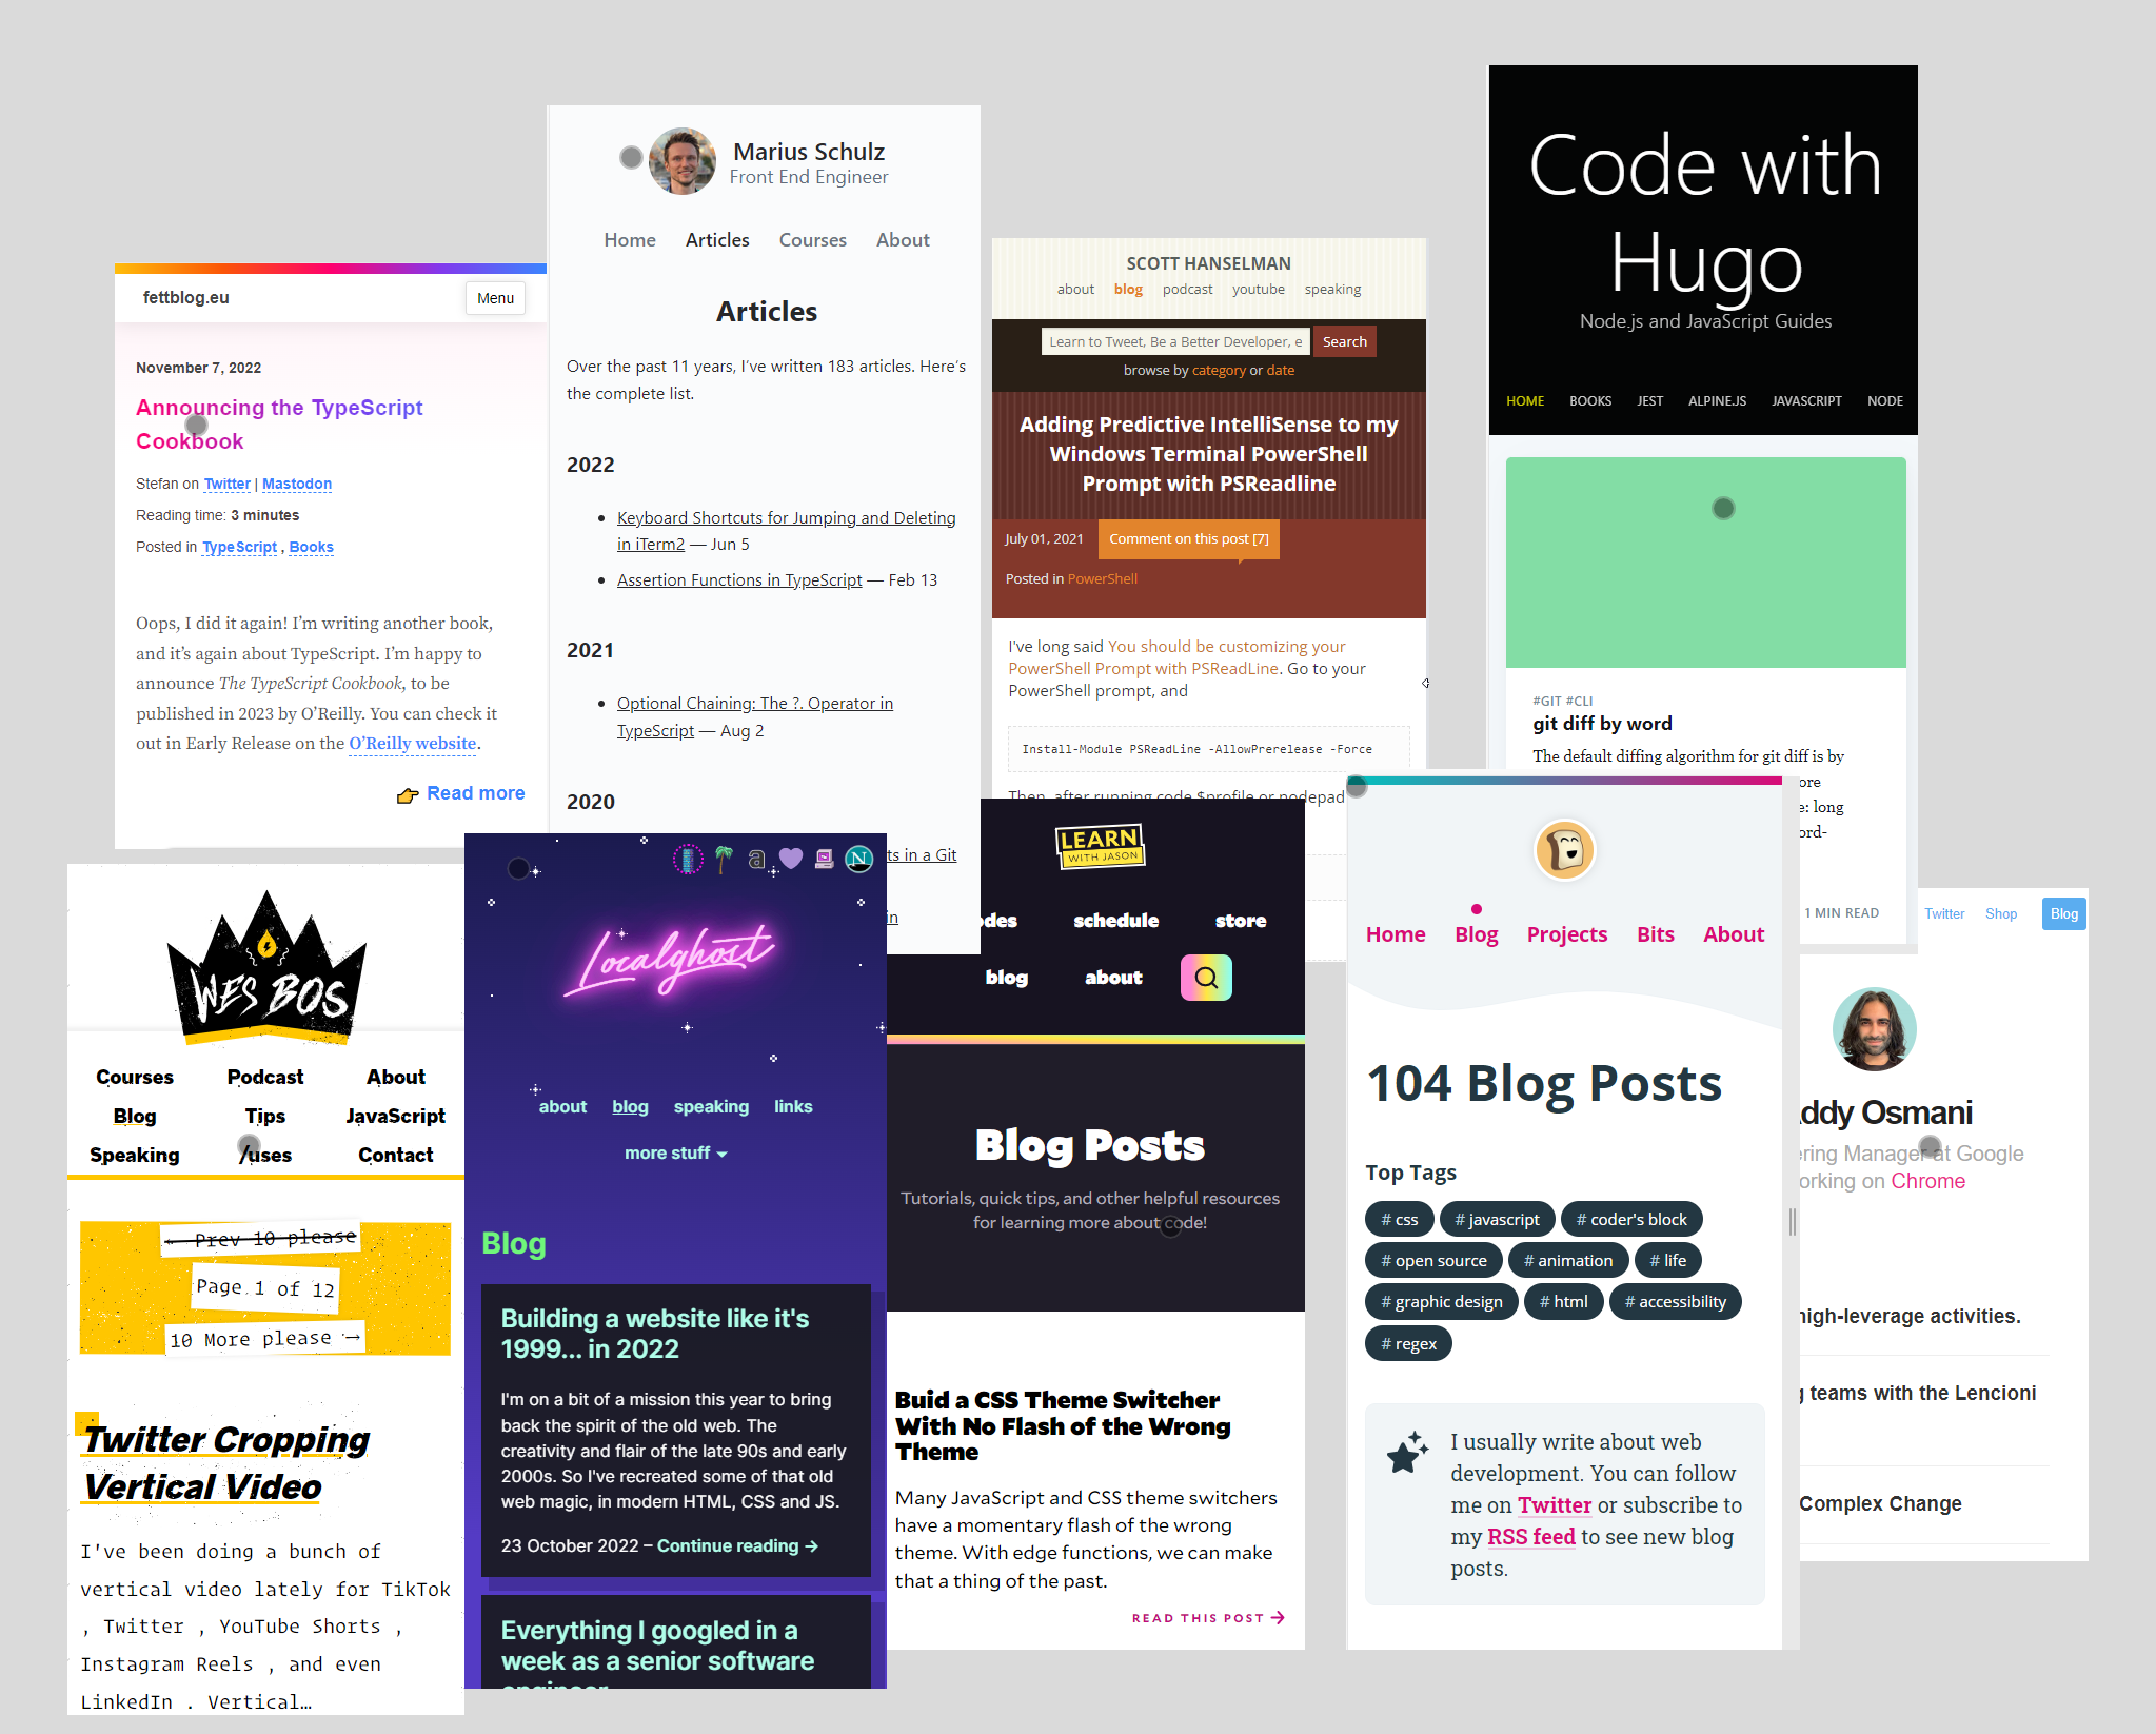 fettblog.eu
Menu
November 7, 2022
Announcing the TypeScript
Cookbook
Stefan on Twitter | Mastodon
Reading time: 3 minutes
Posted in TypeScript , Books
Oops, I did it again! I’m writing another book,
and it’s again about TypeScript. I’m happy to
announce The TypeScript Cookbook, to be
published in 2023 by O’Reilly. You can check it
out in Early Release on the O’Reilly website.
👉 Read more
Marius Schulz
Front End Engineer
Home Articles Courses About
Articles
Over the past 11 years, I’ve written 183 articles. Here’s
the complete list.
2022
• Keyboard Shortcuts for Jumping and Deleting
in iTerm2 — Jun 5
• Assertion Functions in TypeScript — Feb 13
2021
• Optional Chaining: The ?. Operator in
TypeScript — Aug 2
2020
in a Git
in
SCOTT HANSELMAN
about blog podcast youtube speaking
Learn to Tweet, Be a Better Developer, e
Search
browse by category or date
Adding Predictive IntelliSense to my
Windows Terminal PowerShell
Prompt with PSReadline
July 01, 2021
Comment on this post [7]
Posted in PowerShell
I've long said You should be customizing your
PowerShell Prompt with PSReadLine. Go to your
PowerShell prompt, and
Install-Module PSReadLine -AllowPrerelease -Force
Then, after running code $profile or notepad
Code with
Hugo
Node.js and JavaScript Guides
HOME BOOKS JEST ALPINE.JS JAVASCRIPT NODE
#GIT #CLI
git diff by word
The default diffing algorithm for git diff is by
ore
e: long
ord-
1 MIN READ
WES BOS
Courses Podcast About
Blog Tips JavaScript
Speaking /uses Contact
← Prev 10 please
Page 1 of 12
10 More please →
Twitter Cropping
Vertical Video
I've been doing a bunch of
vertical video lately for TikTok
, Twitter , YouTube Shorts ,
Instagram Reels , and even
LinkedIn . Vertical…
Localghost
about blog speaking links
more stuff
Blog
Building a website like it's
1999... in 2022
I'm on a bit of a mission this year to bring
back the spirit of the old web. The
creativity and flair of the late 90s and early
2000s. So I've recreated some of that old
web magic, in modern HTML, CSS and JS.
23 October 2022 – Continue reading →
Everything I googled in a
week as a senior software
engineer
LEARN
WITH JASON
odes schedule store
blog about
Blog Posts
Tutorials, quick tips, and other helpful resources
for learning more about code!
Buid a CSS Theme Switcher
With No Flash of the Wrong
Theme
Many JavaScript and CSS theme switchers
have a momentary flash of the wrong
theme. With edge functions, we can make
that a thing of the past.
READ THIS POST →
Home Blog Projects Bits About
104 Blog Posts
Top Tags
# css # javascript # coder's block
# open source # animation # life
# graphic design # html # accessibility
# regex
I usually write about web
development. You can follow
me on Twitter or subscribe to
my RSS feed to see new blog
posts.
Twitter Shop Blog
Addy Osmani
ering Manager at Google
orking on Chrome
high-leverage activities.
teams with the Lencioni
Complex Change